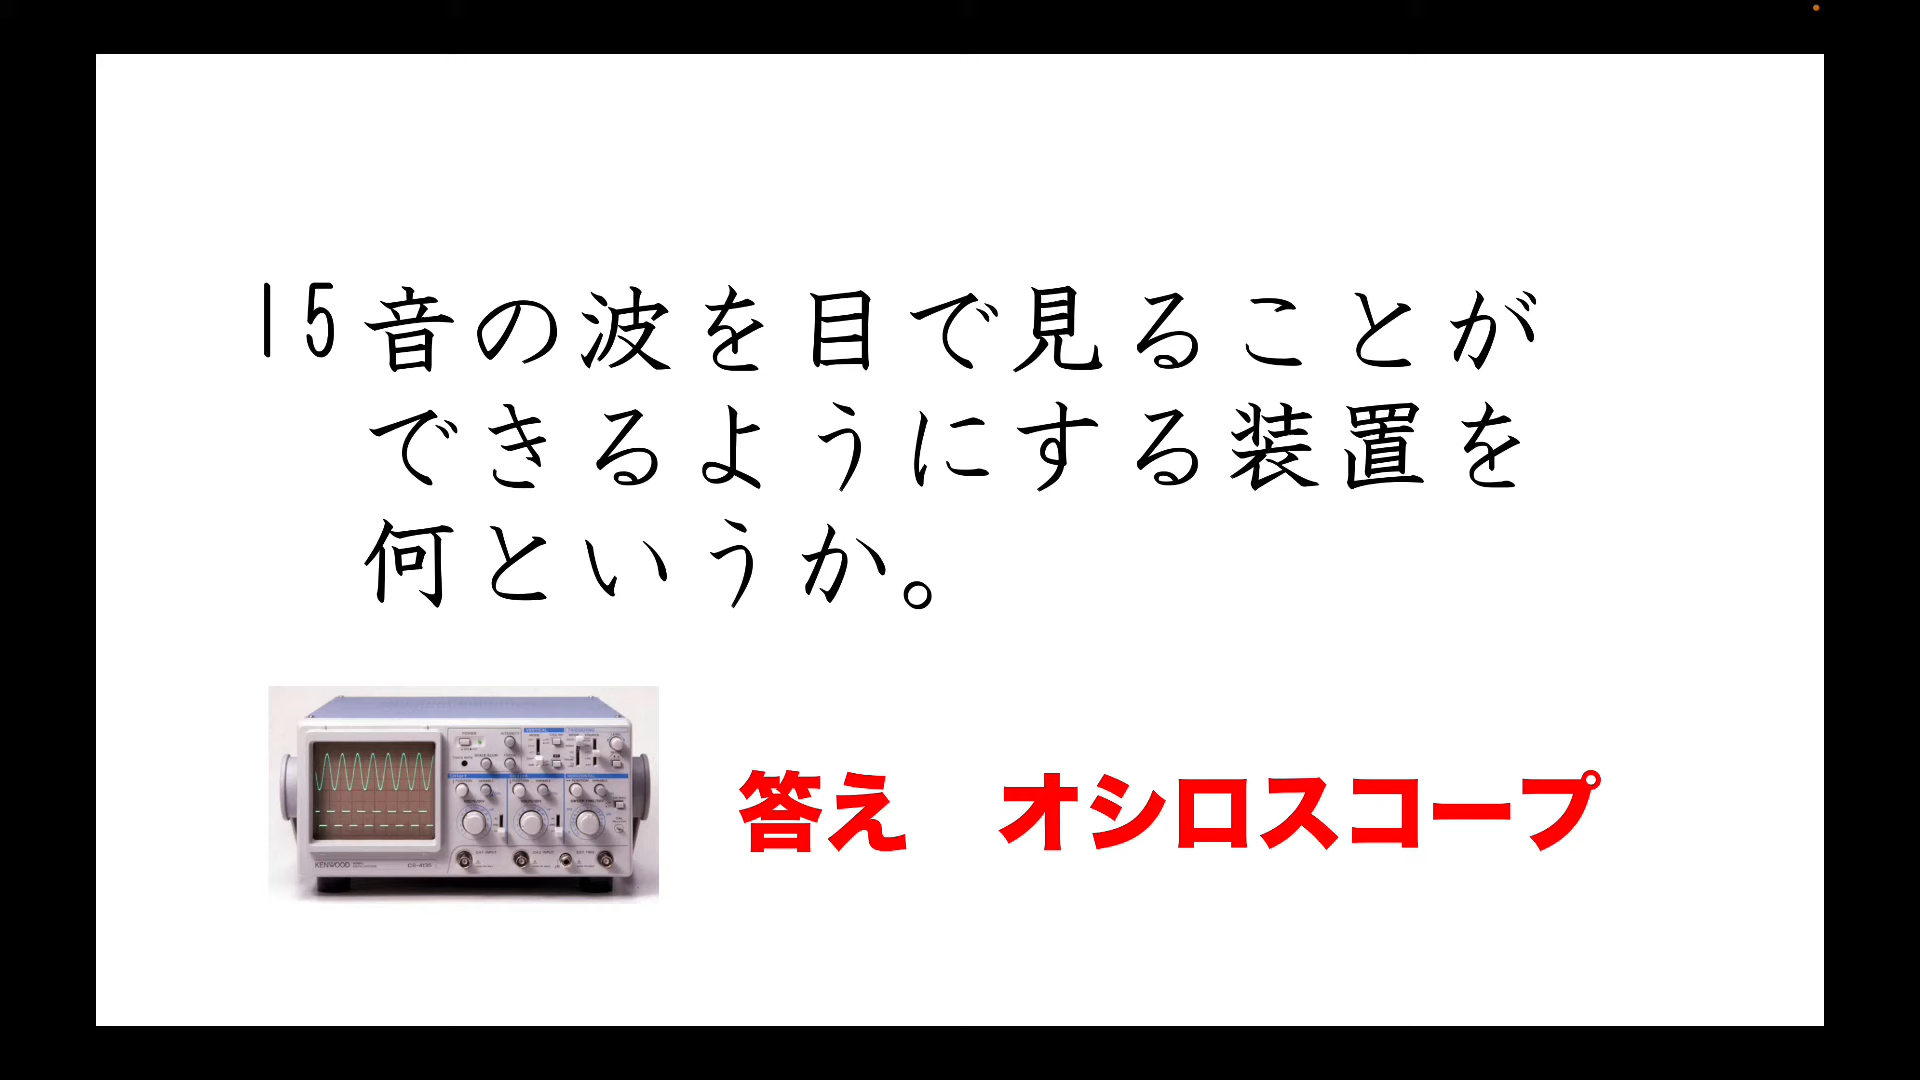 15音の波を目で見ることが
できるようにする装置を
何というか。
答え　オシロスコープ
KENWOOD